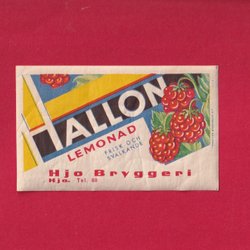 HALLON
LEMONAD
FRISK OCH
SVALKANDE
Hjo Bryggeri
Hjo. Tel. 88